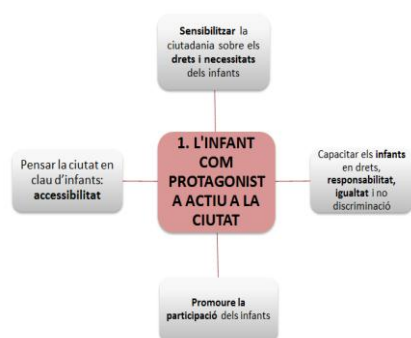 Sensibilitzar la
ciutadania sobre els
drets i necessitats
dels infants
Pensar la ciutat en
clau d'infants:
accessibilitat
1. L'INFANT
COM
PROTAGONIST
A ACTIU A LA
CIUTAT
Capacitar els infants
en drets,
responsabilitat,
igualtat i no
discriminació
Promoure la
participació dels infants